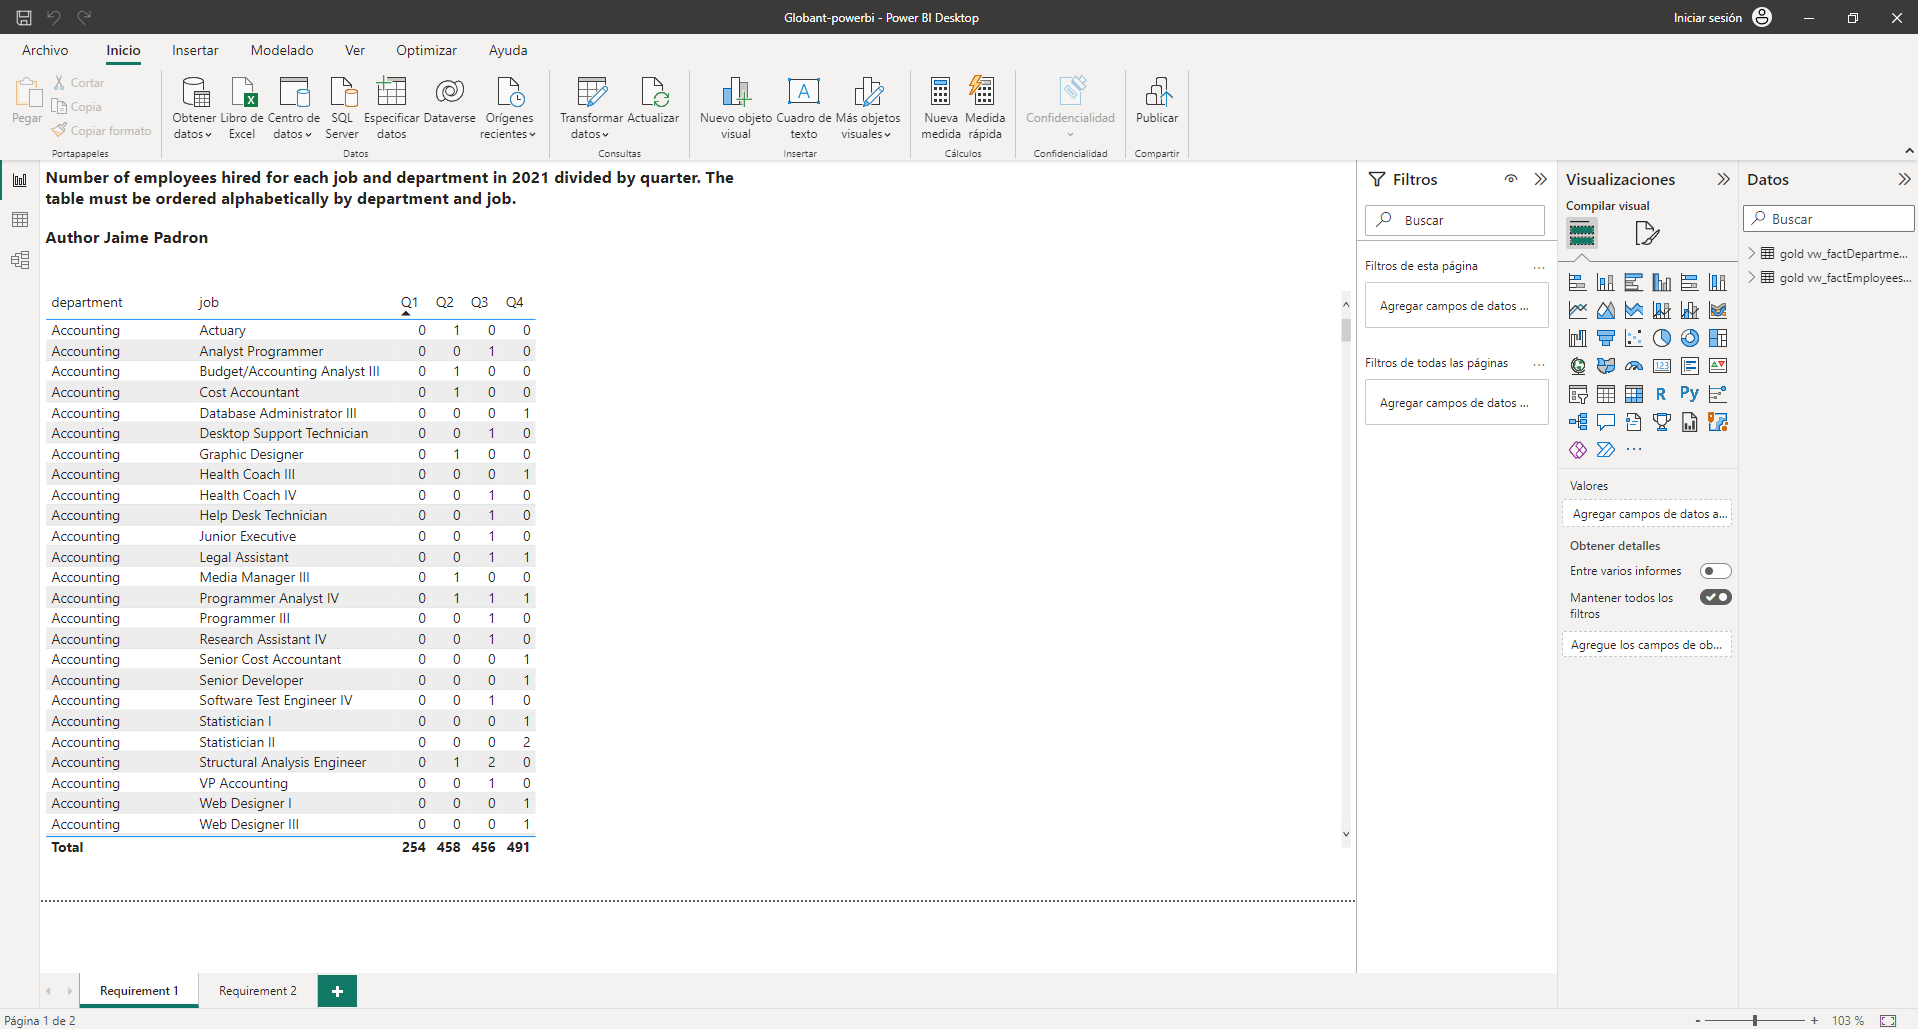 Globant-powerbi - Power BI Desktop
Iniciar sesión
Archivo Inicio Insertar Modelado Ver Optimizar Ayuda
Pegar
Cortar
Copia
Copiar formato
Portapapeles
Obtener datos
Libro de Excel
Centro de datos
SQL Server
Especificar datos
Dataverse
Orígenes recientes
Datos
Transformar datos
Actualizar
Consultas
Nuevo objeto visual
Cuadro de texto
Más objetos visuales
Insertar
Nueva medida
Medida rápida
Cálculos
Confidencialidad
Confidencialidad
Publicar
Compartir
Number of employees hired for each job and department in 2021 divided by quarter. The
table must be ordered alphabetically by department and job.
Author Jaime Padron
department job Q1 Q2 Q3 Q4
Accounting Actuary 0 1 0 0
Accounting Analyst Programmer 0 0 1 0
Accounting Budget/Accounting Analyst III 0 1 0 0
Accounting Cost Accountant 0 1 0 0
Accounting Database Administrator III 0 0 0 1
Accounting Desktop Support Technician 0 0 1 0
Accounting Graphic Designer 0 1 0 0
Accounting Health Coach III 0 0 0 1
Accounting Health Coach IV 0 0 1 0
Accounting Help Desk Technician 0 0 1 0
Accounting Junior Executive 0 0 1 0
Accounting Legal Assistant 0 0 1 1
Accounting Media Manager III 0 1 0 0
Accounting Programmer Analyst IV 0 1 1 1
Accounting Programmer III 0 0 1 0
Accounting Research Assistant IV 0 0 1 0
Accounting Senior Cost Accountant 0 0 0 1
Accounting Senior Developer 0 0 0 1
Accounting Software Test Engineer IV 0 0 1 0
Accounting Statistician I 0 0 0 1
Accounting Statistician II 0 0 0 2
Accounting Structural Analysis Engineer 0 1 2 0
Accounting VP Accounting 0 0 1 0
Accounting Web Designer I 0 0 0 1
Accounting Web Designer III 0 0 0 1
Total 254 458 456 491
Filtros
Buscar
Filtros de esta página ...
Agregar campos de datos ...
Filtros de todas las páginas ...
Agregar campos de datos ...
Visualizaciones
Compilar visual
123
R Py
...
Valores
Agregar campos de datos a...
Obtener detalles
Entre varios informes
Mantener todos los
filtros
Agregue los campos de ob...
Datos
Buscar
gold vw_factDepartme...
gold vw_factEmployees...
Requirement 1 Requirement 2 +
Página 1 de 2
- + 103 %